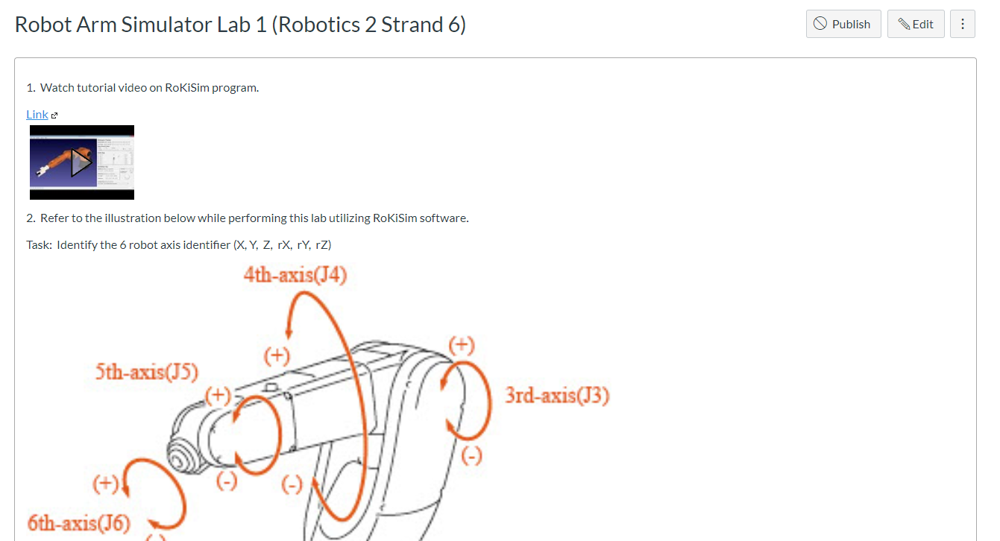 Robot Arm Simulator Lab 1 (Robotics 2 Strand 6)
Publish
Edit
1. Watch tutorial video on RoKiSim program.
Link
2. Refer to the illustration below while performing this lab utilizing RoKiSim software.
Task: Identify the 6 robot axis identifier (X, Y, Z, rX, rY, rZ)
4th-axis(J4)
(+)
(+)
5th-axis(J5)
(+)
3rd-axis(J3)
(-)
(+)
(-)
(-)
6th-axis(J6)